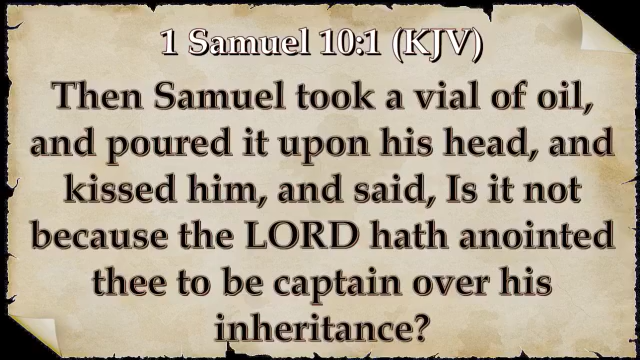 1 Samuel 10:1 (KJV)
Then Samuel took a vial of oil,
and poured it upon his head, and
kissed him, and said, Is it not
because the LORD hath anointed
thee to be captain over his
inheritance?